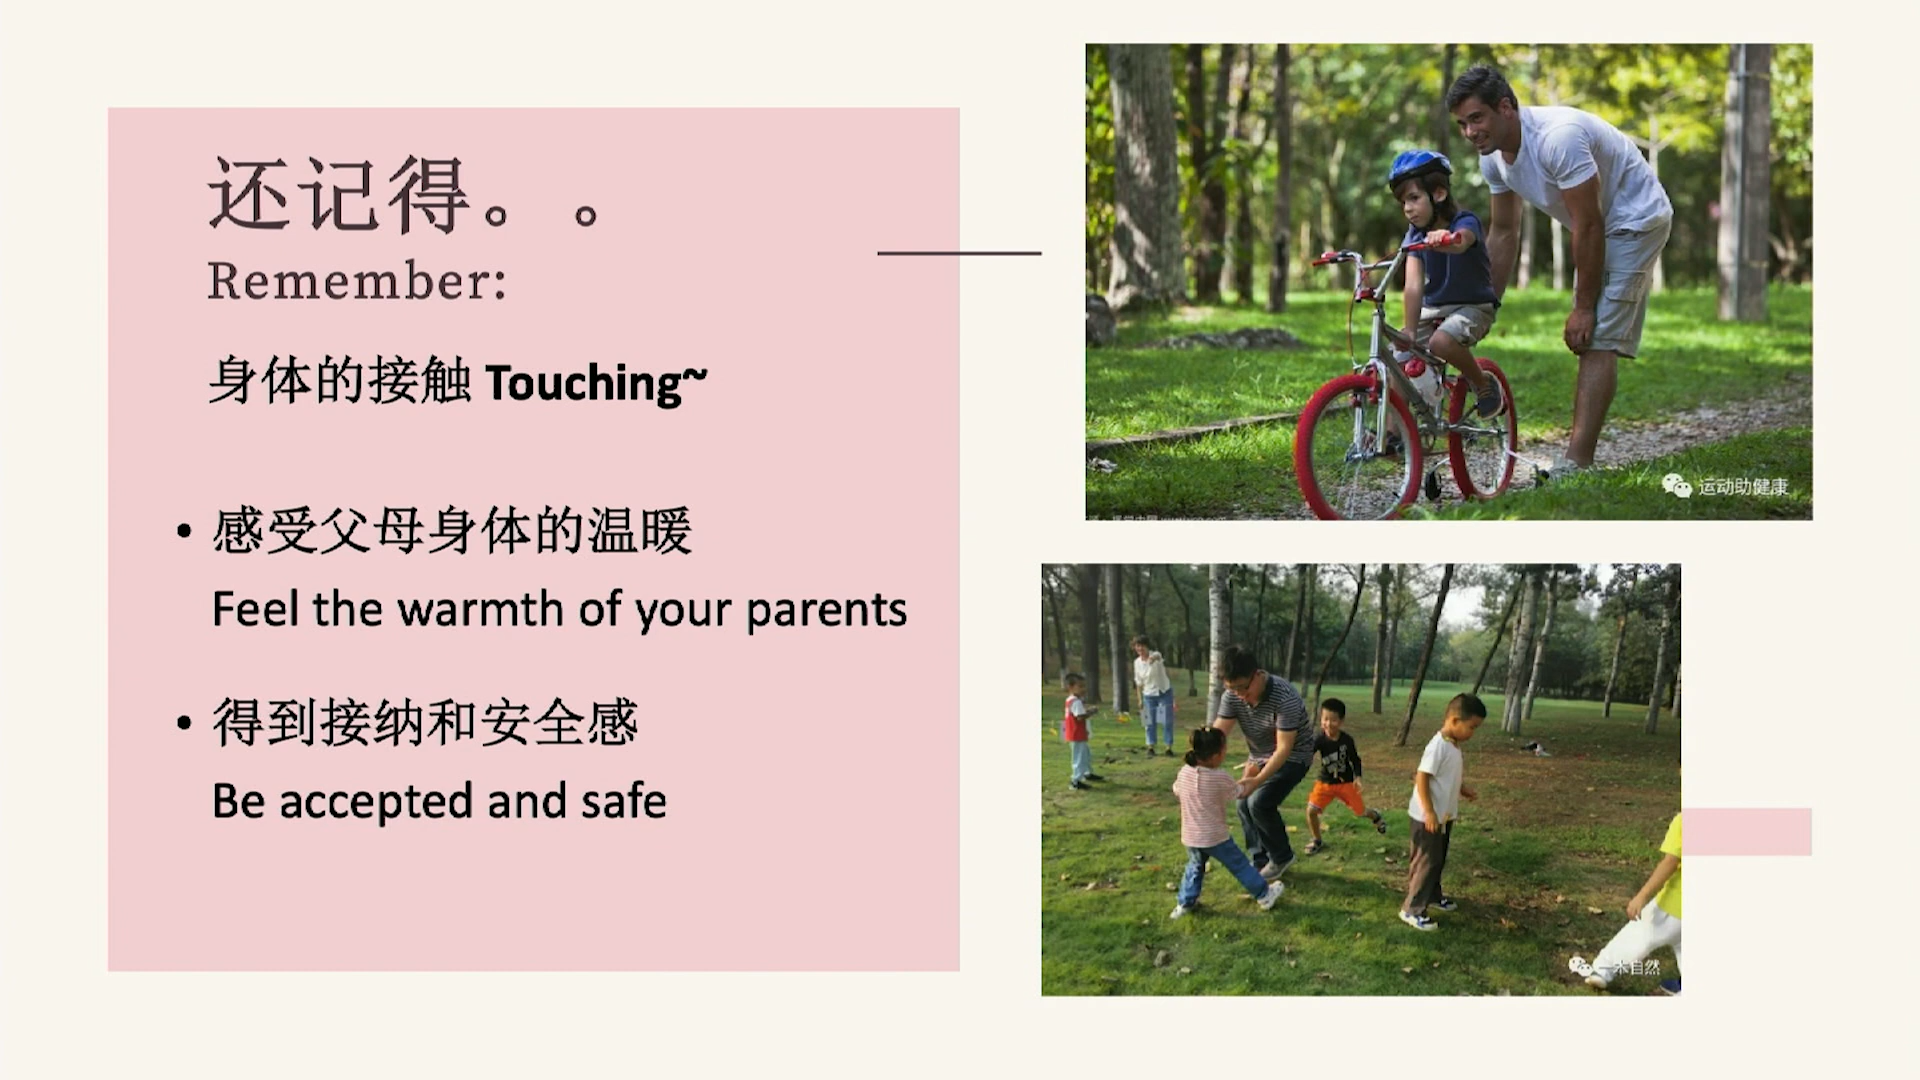 还记得。。
Remember:
身体的接触 Touching~
• 感受父母身体的温暖
Feel the warmth of your parents
• 得到接纳和安全感
Be accepted and safe
运动助健康
一木自然